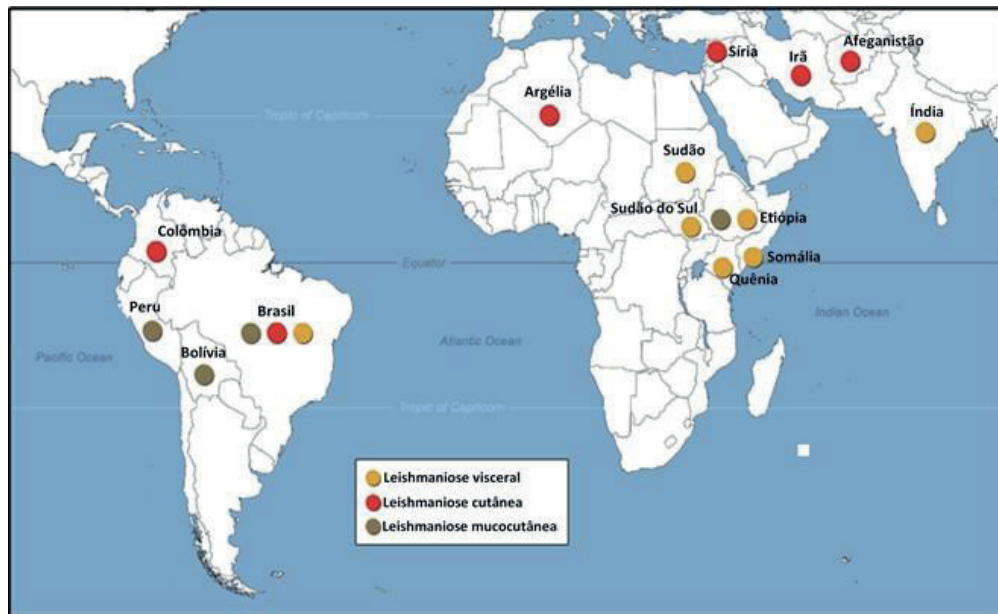 Síria
Irã
Afeganistão
Argélia
Índia
Tropic of Capricorn
Sudão
Sudão do Sul
Etiópia
Colômbia
Somália
Equator
Quênia
Peru
Brasil
Indian Ocean
Pacific Ocean
Bolívia
Atlantic Ocean
Tropic of Capricorn
Leishmaniose visceral
Leishmaniose cutânea
Leishmaniose mucocutânea